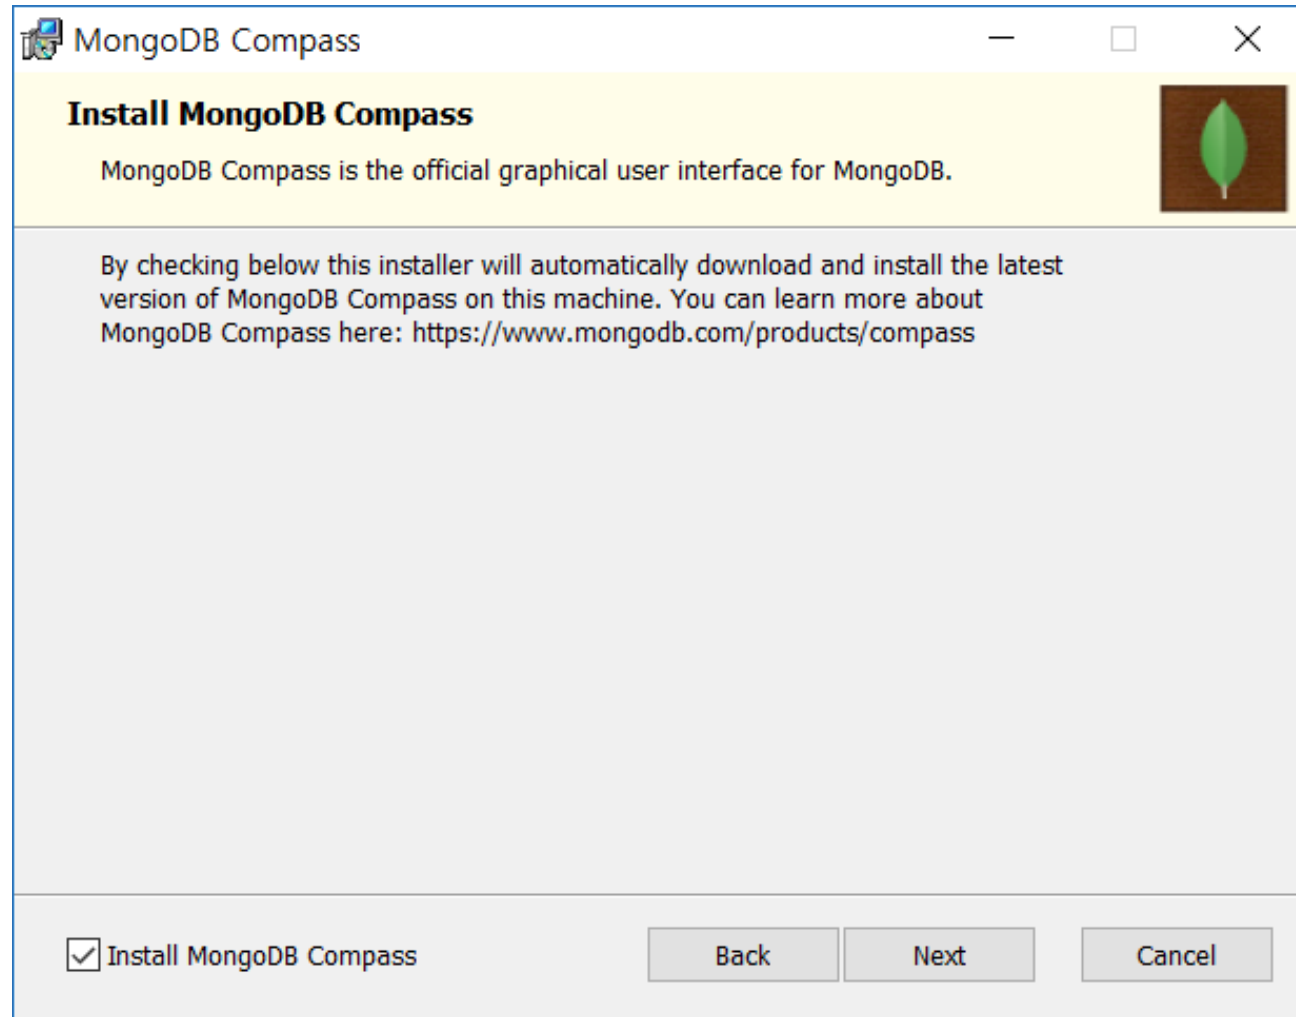 MongoDB Compass
Install MongoDB Compass
MongoDB Compass is the official graphical user interface for MongoDB.
By checking below this installer will automatically download and install the latest
version of MongoDB Compass on this machine. You can learn more about
MongoDB Compass here: https://www.mongodb.com/products/compass
Install MongoDB Compass
Back
Next
Cancel